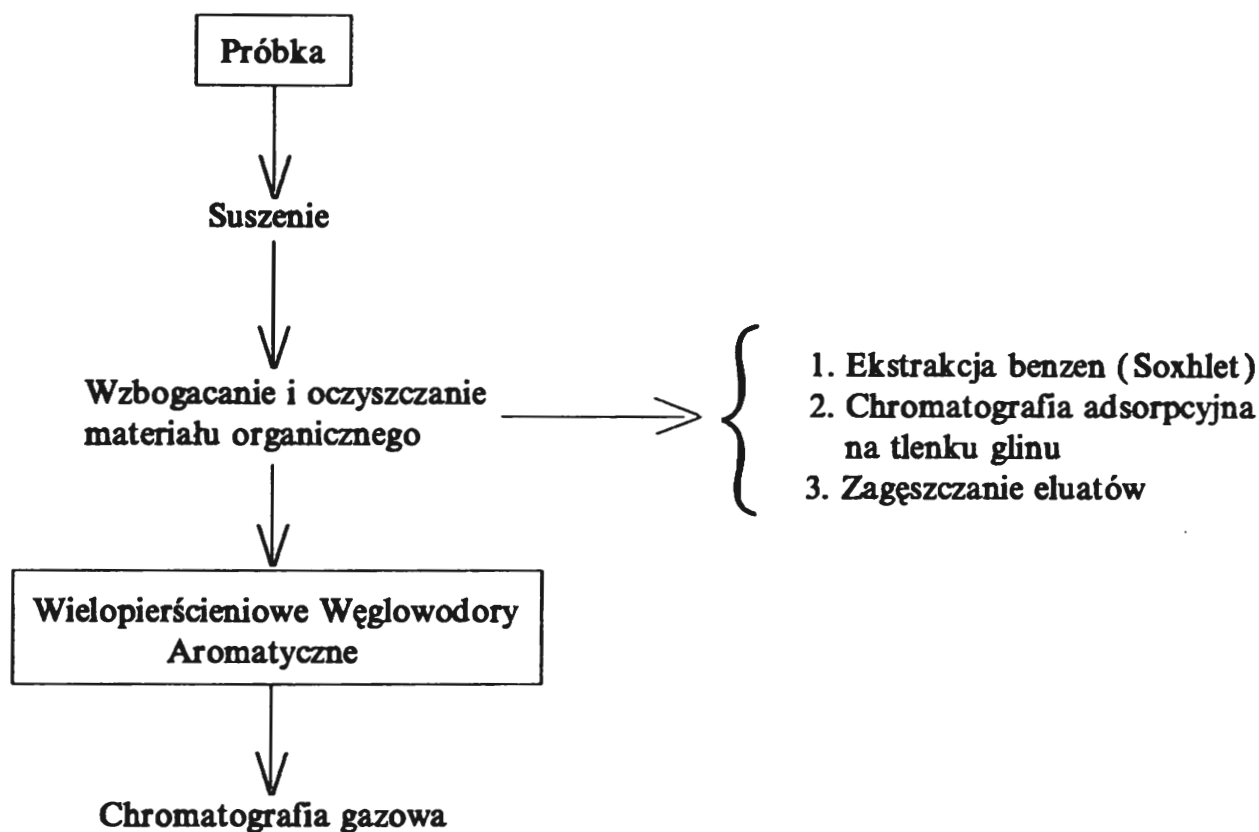 Próbka
Suszenie
Wzbogacanie i oczyszczanie
materiału organicznego
1. Ekstrakcja benzen (Soxhlet)
2. Chromatografia adsorpcyjna
na tlenku glinu
3. Zagęszczanie eluatów
Wielopierścieniowe Węglowodory
Aromatyczne
Chromatografia gazowa